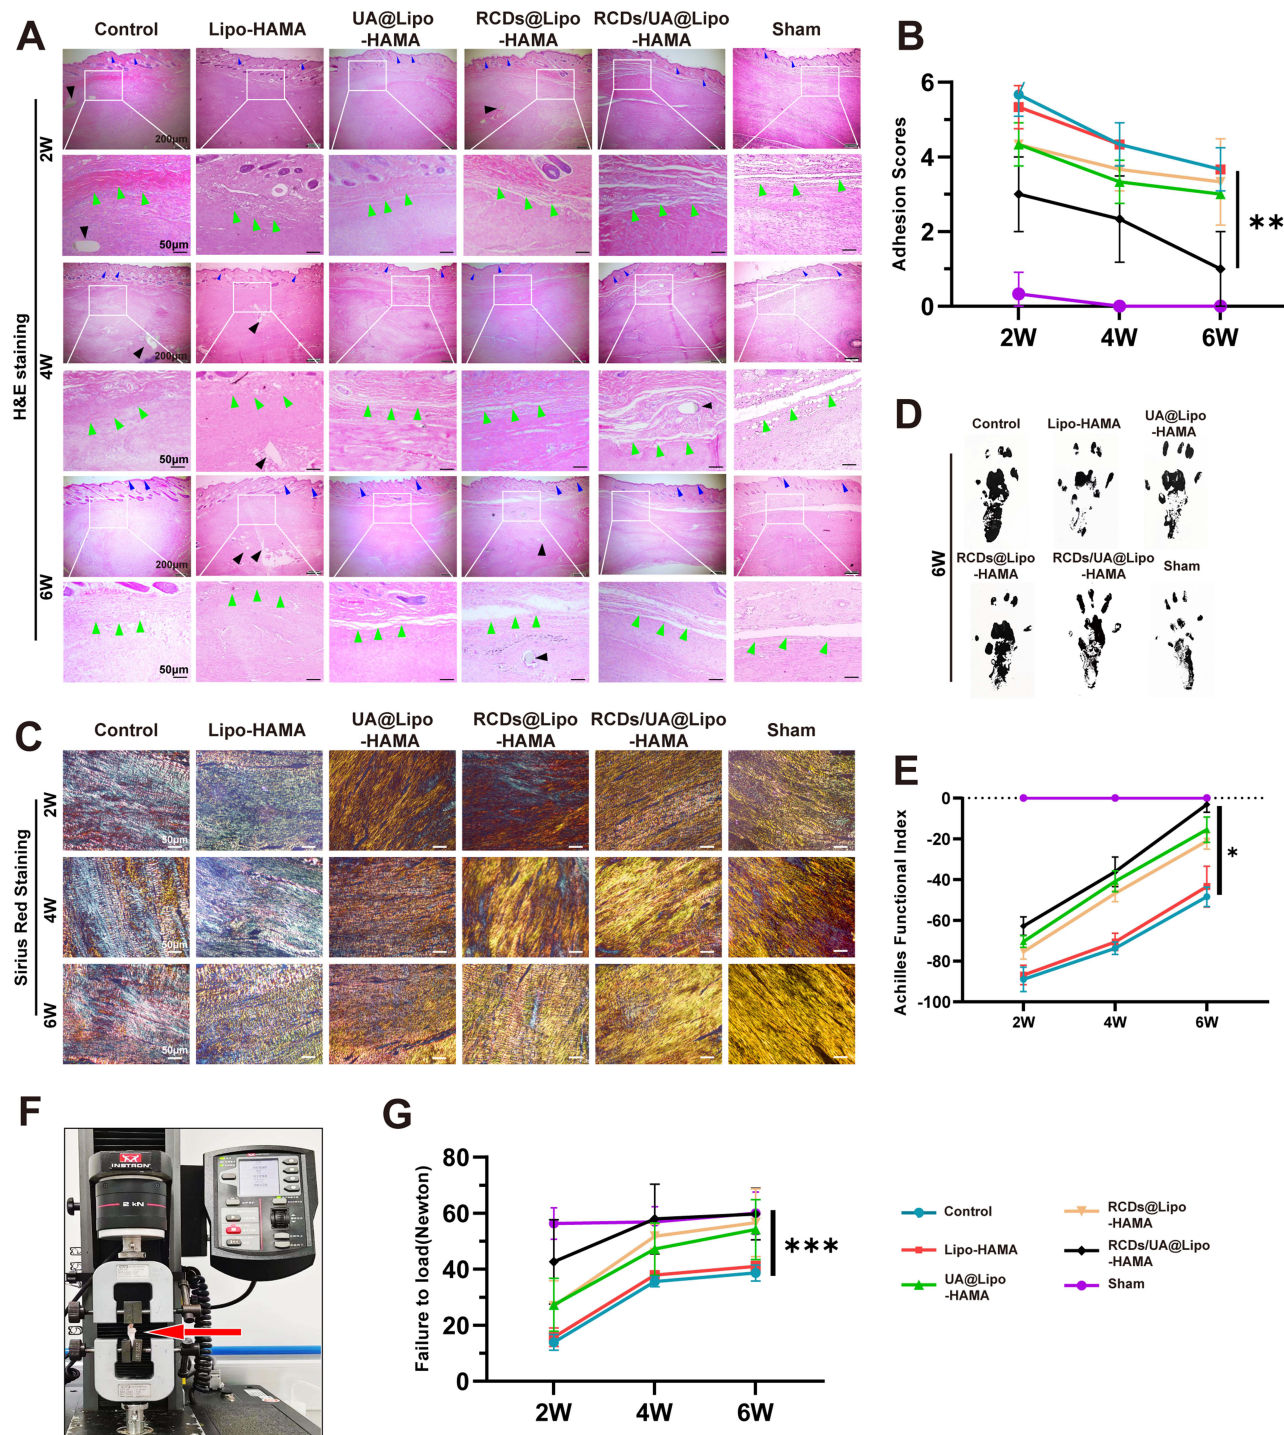 A
Control
Lipo-HAMA
UA@Lipo
-HAMA
RCDs@Lipo
-HAMA
RCDs/UA@Lipo
-HAMA
Sham
H&E staining
2W
200μm
50μm
4W
200μm
50μm
6W
200μm
50μm
B
Adhesion Scores
6
4
2
0
2W
4W
6W
**
C
Control
Lipo-HAMA
UA@Lipo
-HAMA
RCDs@Lipo
-HAMA
RCDs/UA@Lipo
-HAMA
Sham
Sirius Red Staining
2W
50μm
4W
50μm
6W
50μm
D
6W
Control
Lipo-HAMA
UA@Lipo
-HAMA
RCDs@Lipo
-HAMA
RCDs/UA@Lipo
-HAMA
Sham
E
Achilles Functional Index
0
-20
-40
-60
-80
-100
2W
4W
6W
*
F
INSTRON
2 kN
G
Failure to load(Newton)
80
60
40
20
0
2W
4W
6W
***
Control
Lipo-HAMA
UA@Lipo
-HAMA
RCDs@Lipo
-HAMA
RCDs/UA@Lipo
-HAMA
Sham